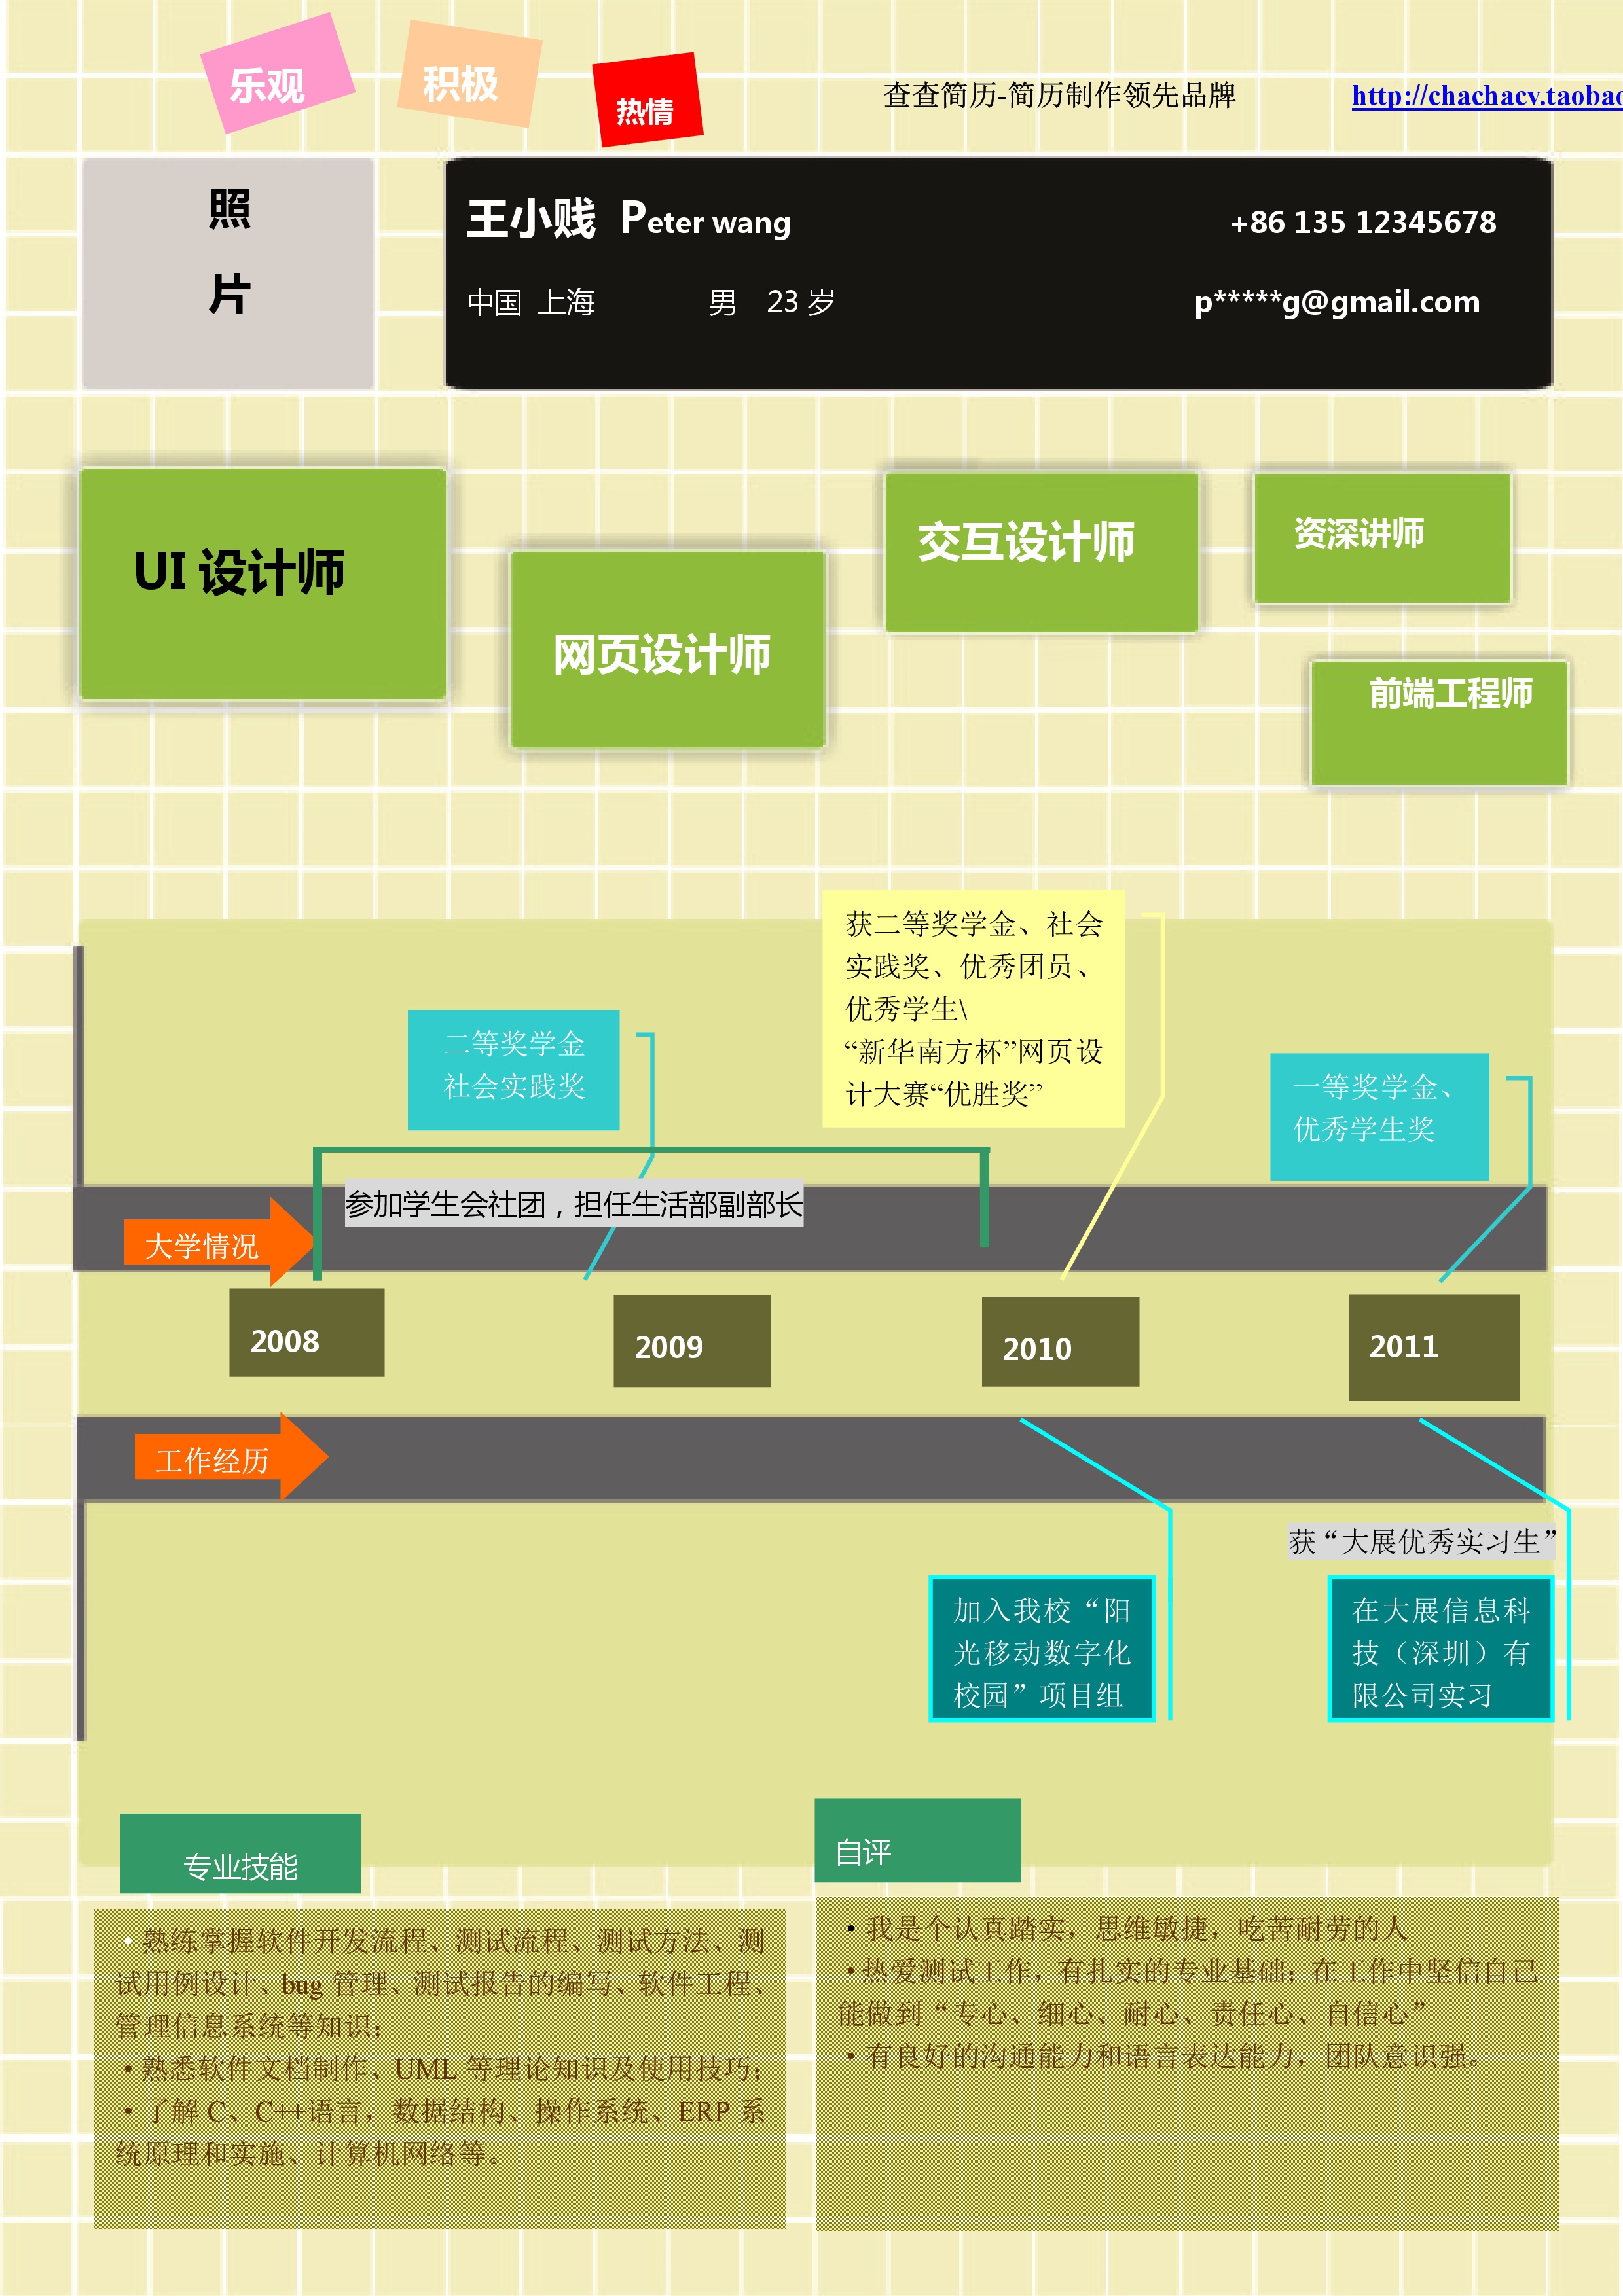 乐观
积极
热情
查查简历-简历制作领先品牌
http://chachacv.taobao
照
片
王小贱 Peter wang
+86 135 12345678
中国 上海 男 23 岁
p*****g@gmail.com
UI 设计师
网页设计师
交互设计师
资深讲师
前端工程师
获二等奖学金、社会
实践奖、优秀团员、
优秀学生\
“新华南方杯”网页设
计大赛“优胜奖”
二等奖学金
社会实践奖
一等奖学金、
优秀学生奖
参加学生会社团，担任生活部副部长
大学情况
2008
2009
2010
2011
工作经历
获“大展优秀实习生”
加入我校“阳
光移动数字化
校园”项目组
在大展信息科
技（深圳）有
限公司实习
专业技能
·熟练掌握软件开发流程、测试流程、测试方法、测
试用例设计、bug 管理、测试报告的编写、软件工程、
管理信息系统等知识；
·熟悉软件文档制作、UML 等理论知识及使用技巧；
·了解 C、C++语言，数据结构、操作系统、ERP 系
统原理和实施、计算机网络等。
自评
·我是个认真踏实，思维敏捷，吃苦耐劳的人
·热爱测试工作，有扎实的专业基础；在工作中坚信自己
能做到“专心、细心、耐心、责任心、自信心”
·有良好的沟通能力和语言表达能力，团队意识强。